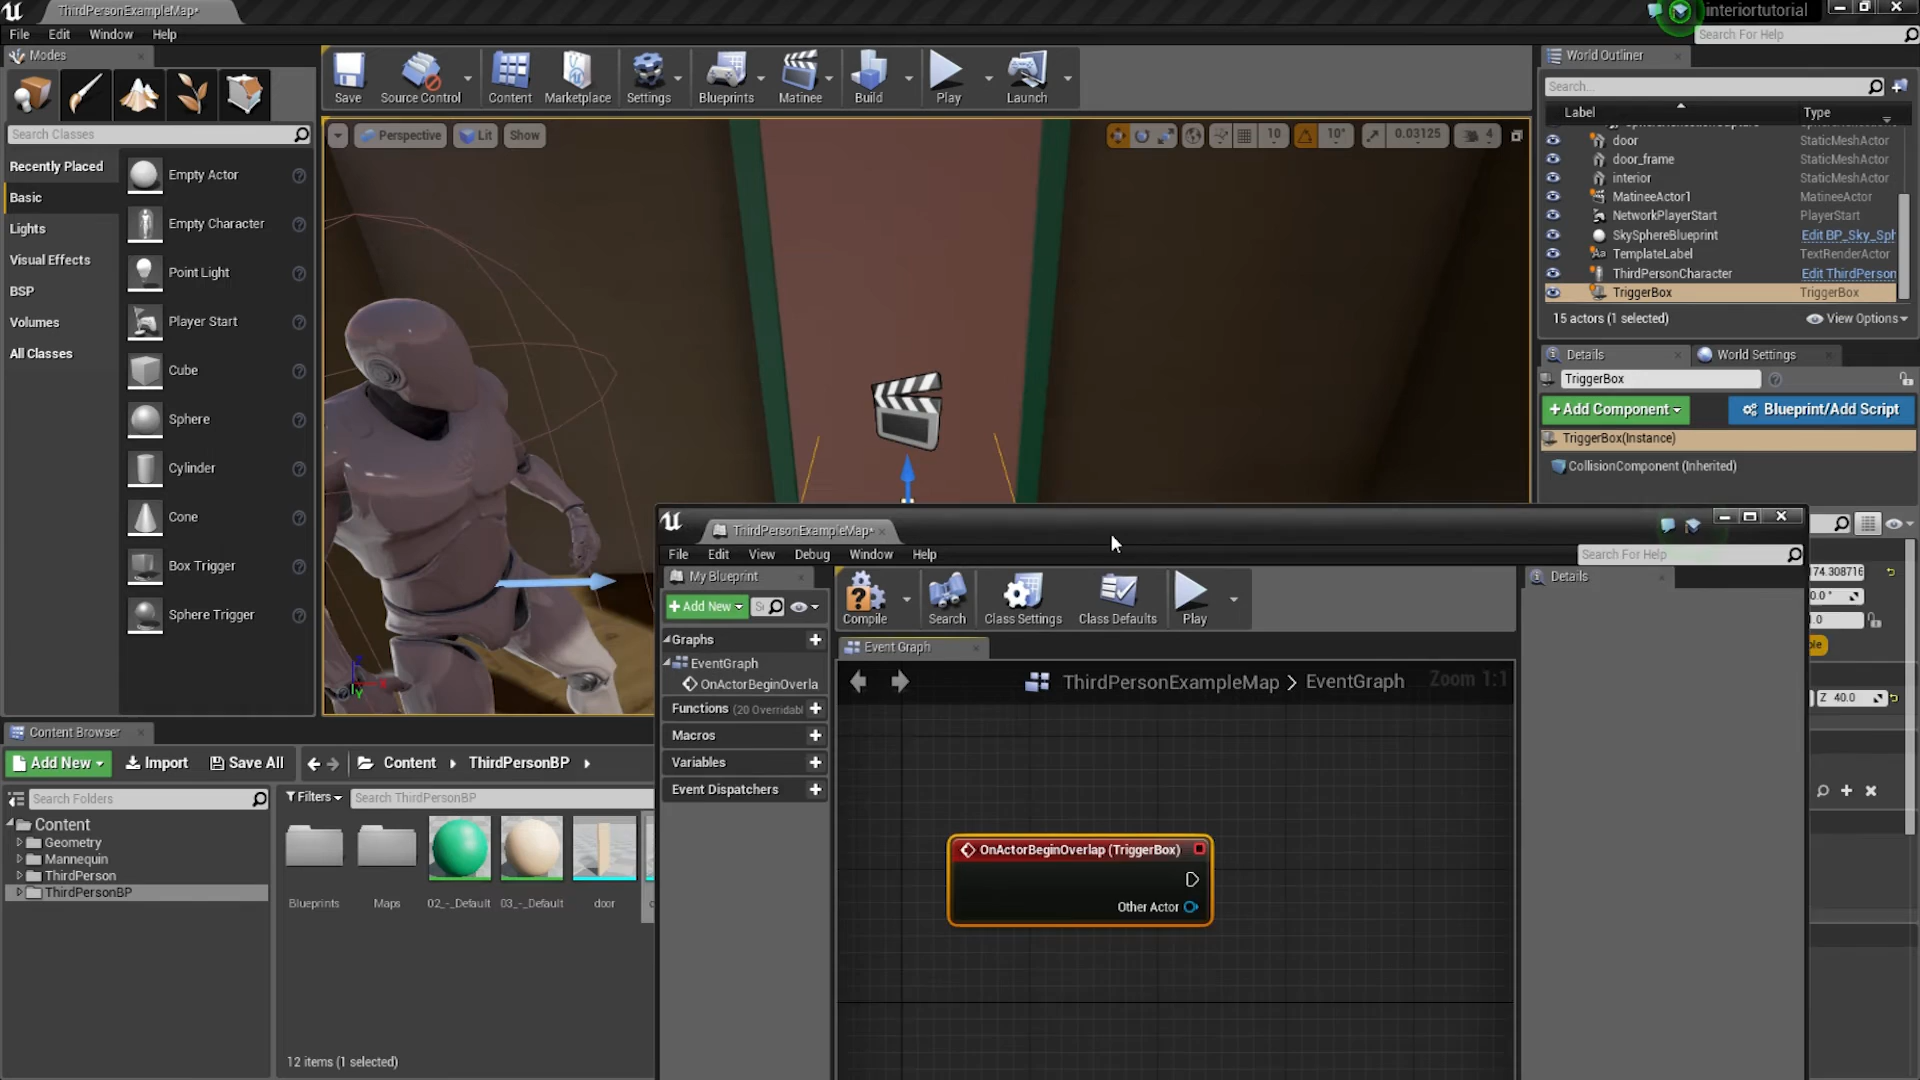 ThirdPersonExampleMap*
interiortutorial
File Edit Window Help
Search For Help
Modes
Search Classes
Recently Placed
Basic
Lights
Visual Effects
BSP
Volumes
All Classes
Empty Actor
Empty Character
Point Light
Player Start
Cube
Sphere
Cylinder
Cone
Box Trigger
Sphere Trigger
Save
Source Control
Content
Marketplace
Settings
Blueprints
Matinee
Build
Play
Launch
Perspective Lit Show
10 10° 0.03125 4
World Outliner
Search...
Label Type
door StaticMeshActor
door_frame StaticMeshActor
interior StaticMeshActor
MatineeActor1 MatineeActor
NetworkPlayerStart PlayerStart
SkySphereBlueprint Edit BP_Sky_Sph
TemplateLabel TextRenderActor
ThirdPersonCharacter Edit ThirdPerson
TriggerBox TriggerBox
15 actors (1 selected) View Options
Details World Settings
TriggerBox
+Add Component Blueprint/Add Script
TriggerBox(Instance)
CollisionComponent (Inherited)
174.308716
0.0°
1.0
Z 40.0
ThirdPersonExampleMap*
File Edit View Debug Window Help
Search For Help
My Blueprint
+Add New
Graphs
EventGraph
OnActorBeginOverla
Functions (20 Overridabl
Macros
Variables
Event Dispatchers
Compile
Search
Class Settings
Class Defaults
Play
Details
Event Graph
ThirdPersonExampleMap > EventGraph
Zoom 1:1
OnActorBeginOverlap (TriggerBox)
Other Actor
Content Browser
Add New Import Save All
Content ThirdPersonBP
Search Folders
Filters Search ThirdPersonBP
Content
Geometry
Mannequin
ThirdPerson
ThirdPersonBP
Blueprints
Maps
02_-_Default
03_-_Default
door
12 items (1 selected)